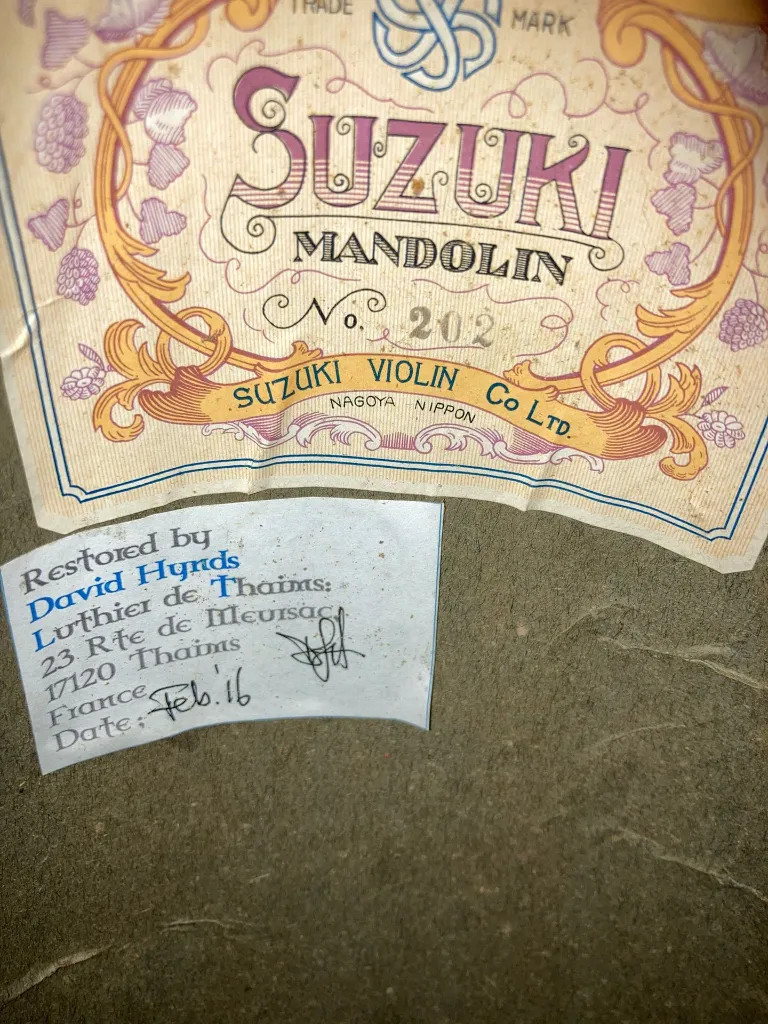 TRADE MARK
SUZUKI
MANDOLIN
No. 202
SUZUKI VIOLIN Co LTD.
NAGOYA NIPPON
Restored by
David Hynds
Luthier de Thaims:
23 Rte de Meursac
17120 Thaims
France
Date: Feb. '16